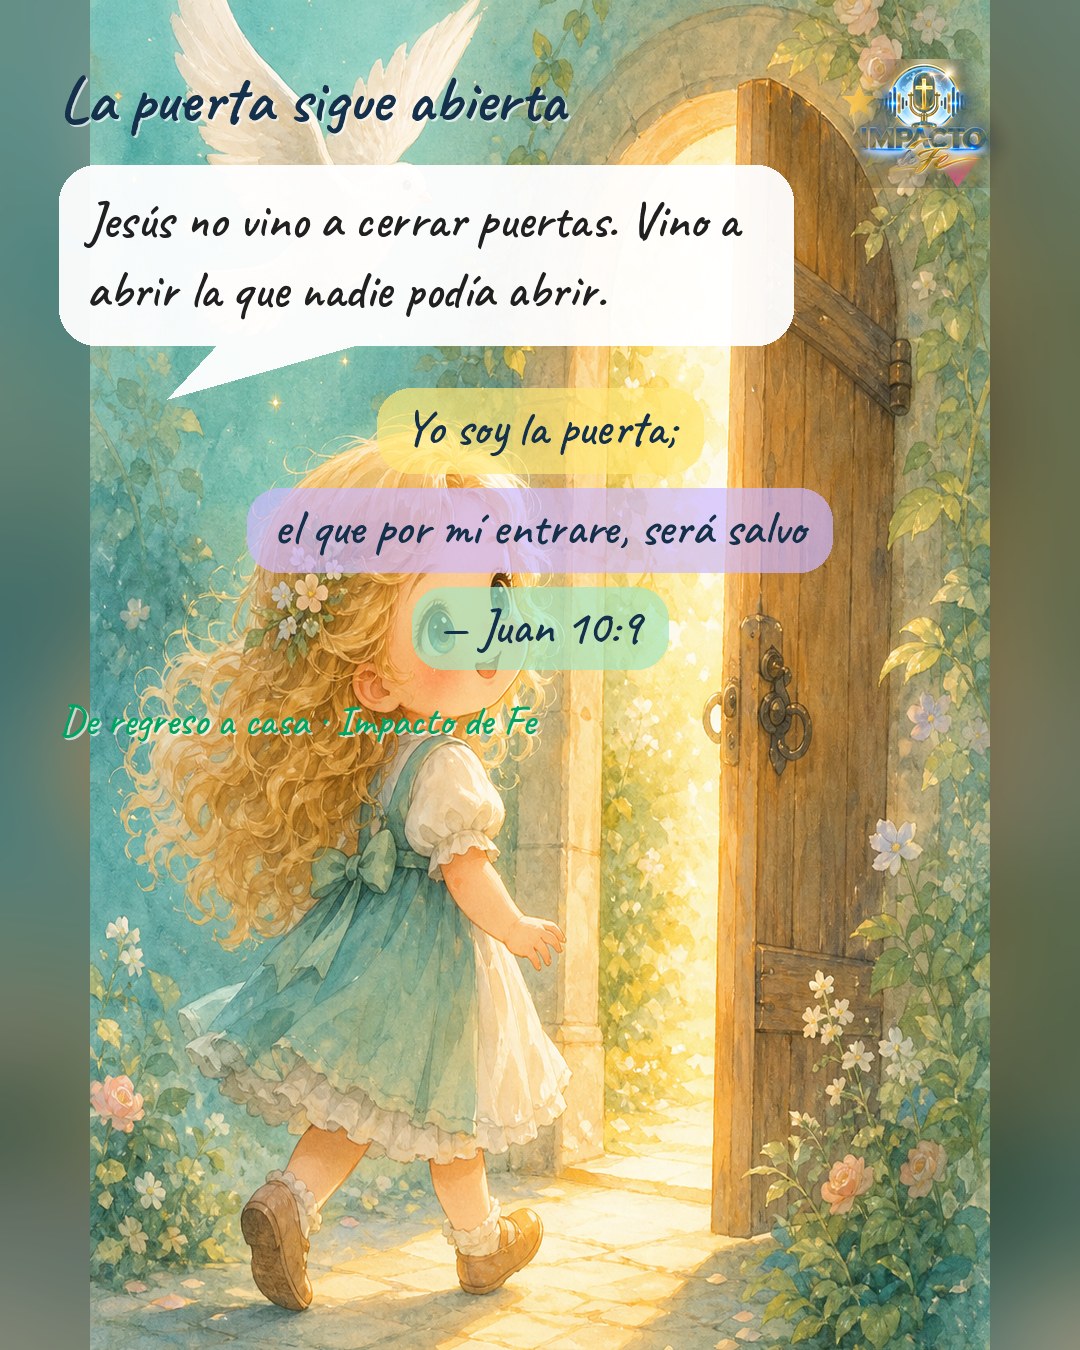 La puerta sigue abierta
IMPACTO
de Fe
Jesús no vino a cerrar puertas. Vino a
abrir la que nadie podía abrir.
Yo soy la puerta;
el que por mí entrare, será salvo
— Juan 10:9
De regreso a casa · Impacto de Fe